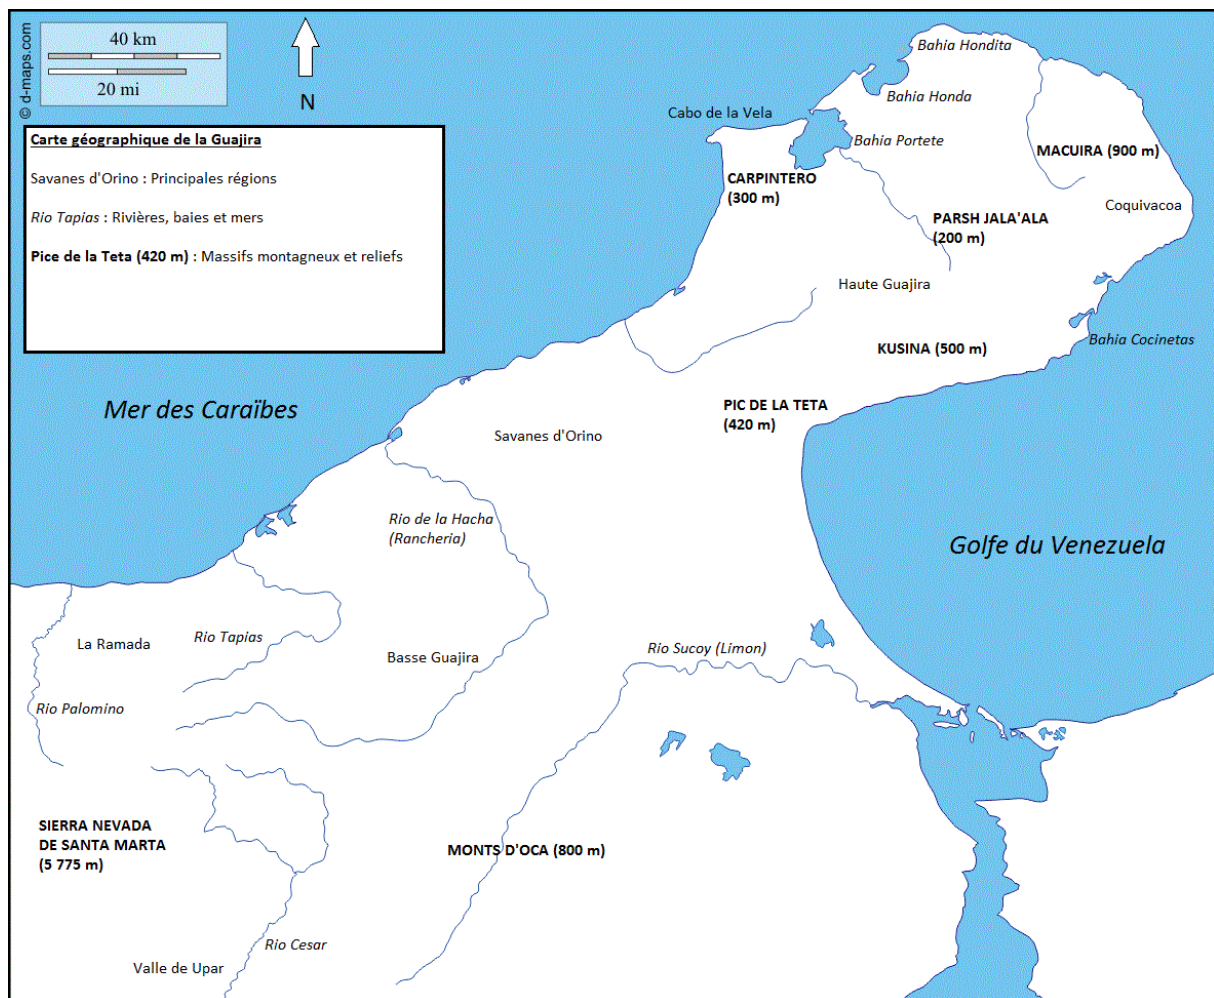 © d-maps.com
40 km
20 mi
N
Carte géographique de la Guajira
Savanes d'Orino : Principales régions
Rio Tapias : Rivières, baies et mers
Pice de la Teta (420 m) : Massifs montagneux et reliefs
Bahia Hondita
Bahia Honda
Cabo de la Vela
Bahia Portete
MACUIRA (900 m)
CARPINTERO
(300 m)
Coquivacoa
PARSH JALA'ALA
(200 m)
Haute Guajira
Bahia Cocinetas
KUSINA (500 m)
Mer des Caraïbes
PIC DE LA TETA
(420 m)
Savanes d'Orino
Rio de la Hacha
(Rancheria)
Golfe du Venezuela
La Ramada
Rio Tapias
Basse Guajira
Rio Sucoy (Limon)
Rio Palomino
SIERRA NEVADA
DE SANTA MARTA
(5 775 m)
MONTS D'OCA (800 m)
Rio Cesar
Valle de Upar